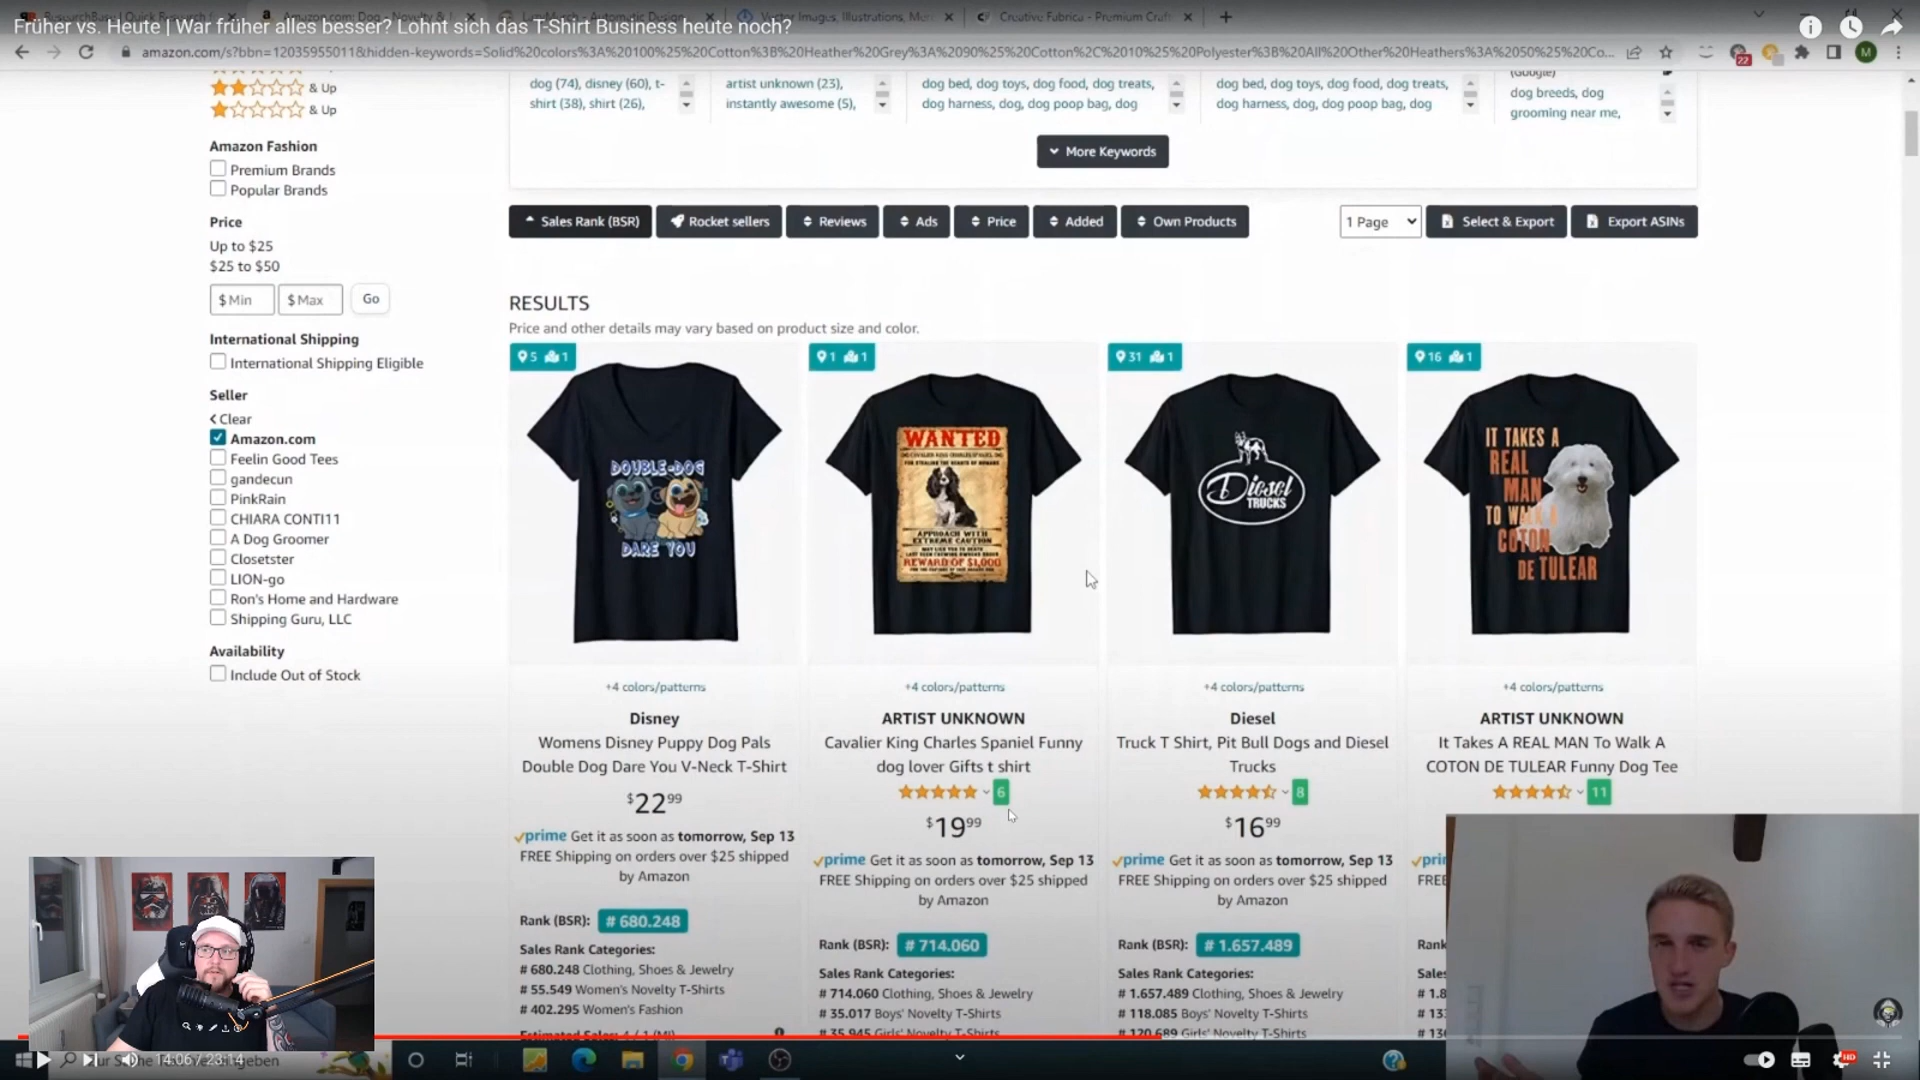 Früher vs. Heute | War früher alles besser? Lohnt sich das T-Shirt Business heute noch?
amazon.com/s?bbn=12035955011&hidden-keywords=Solid%20colors%3A%20100%25%20Cotton%3B%20Heather%20Grey%3A%2090%25%20Cotton%2C%2010%25%20Polyester%3B%20All%20Other%20Heathers%3A%2050%25%20Co...
22
M
& Up
& Up
Amazon Fashion
Premium Brands
Popular Brands
Price
Up to $25
$25 to $50
$ Min
$ Max
Go
International Shipping
International Shipping Eligible
Seller
Clear
Amazon.com
Feelin Good Tees
gandecun
PinkRain
CHIARA CONTI11
A Dog Groomer
Closetster
LION-go
Ron's Home and Hardware
Shipping Guru, LLC
Availability
Include Out of Stock
dog (74), disney (60), t-
shirt (38), shirt (26),
artist unknown (23),
instantly awesome (5),
dog bed, dog toys, dog food, dog treats,
dog harness, dog, dog poop bag, dog
dog bed, dog toys, dog food, dog treats,
dog harness, dog, dog poop bag, dog
(Google)
dog breeds, dog
grooming near me,
More Keywords
Sales Rank (BSR)
Rocket sellers
Reviews
Ads
Price
Added
Own Products
1 Page
Select & Export
Export ASINs
RESULTS
Price and other details may vary based on product size and color.
5 1
DOUBLE-DOG
DARE YOU
+4 colors/patterns
Disney
Womens Disney Puppy Dog Pals
Double Dog Dare You V-Neck T-Shirt
$22.99
prime Get it as soon as tomorrow, Sep 13
FREE Shipping on orders over $25 shipped
by Amazon
Rank (BSR): # 680.248
Sales Rank Categories:
# 680.248 Clothing, Shoes & Jewelry
# 55.549 Women's Novelty T-Shirts
# 402.295 Women's Fashion
1 1
WANTED
APPROACH WITH
EXTREME CAUTION
REWARD OF $1,000
+4 colors/patterns
ARTIST UNKNOWN
Cavalier King Charles Spaniel Funny
dog lover Gifts t shirt
6
$19.99
prime Get it as soon as tomorrow, Sep 13
FREE Shipping on orders over $25 shipped
by Amazon
Rank (BSR): # 714.060
Sales Rank Categories:
# 714.060 Clothing, Shoes & Jewelry
# 35.017 Boys' Novelty T-Shirts
# 35.945 Girls' Novelty T-Shirts
31 1
Diesel
TRUCKS
+4 colors/patterns
Diesel
Truck T Shirt, Pit Bull Dogs and Diesel
Trucks
8
$16.99
prime Get it as soon as tomorrow, Sep 13
FREE Shipping on orders over $25 shipped
by Amazon
Rank (BSR): # 1.657.489
Sales Rank Categories:
# 1.657.489 Clothing, Shoes & Jewelry
# 118.085 Boys' Novelty T-Shirts
# 120.689 Girls' Novelty T-Shirts
16 1
IT TAKES A
REAL
MAN
TO WALK A
COTON
DE TULEAR
+4 colors/patterns
ARTIST UNKNOWN
It Takes A REAL MAN To Walk A
COTON DE TULEAR Funny Dog Tee
11
14:06 / 23:14
HD